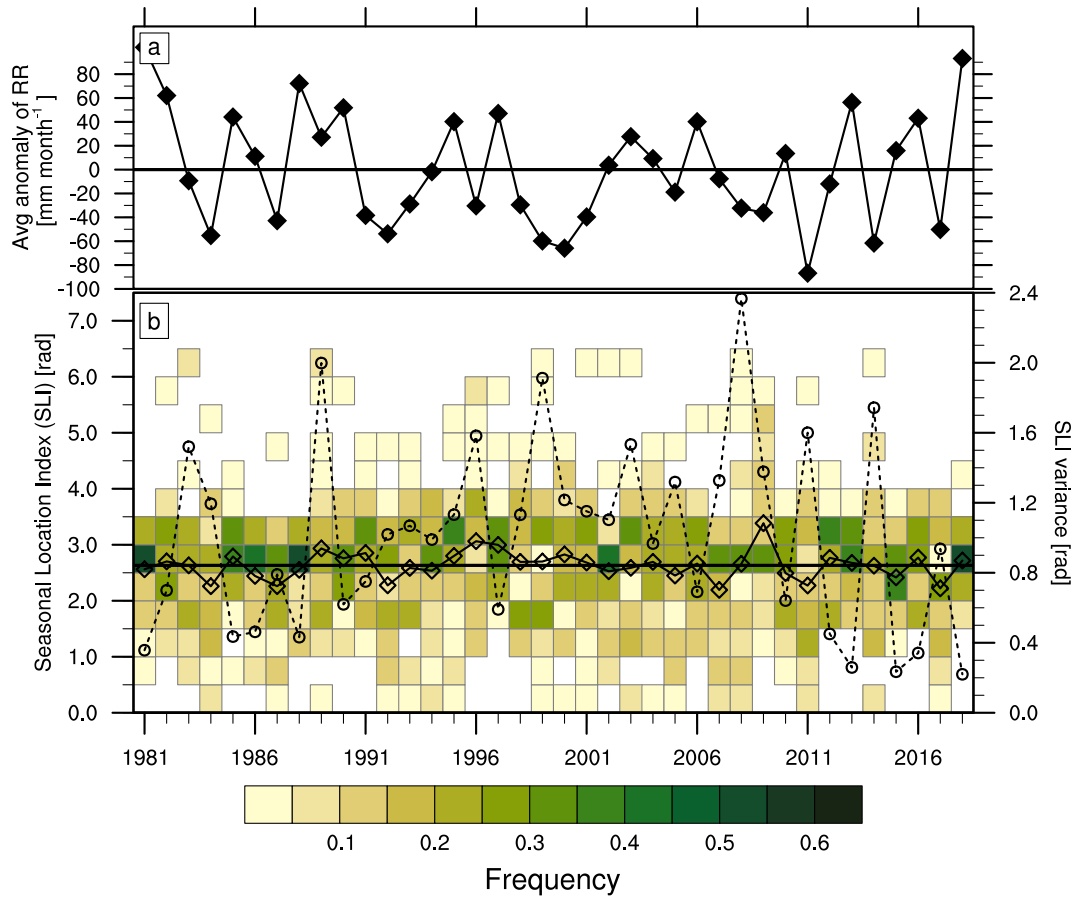 a
Avg anomaly of RR
[mm month⁻¹ ]
80
60
40
20
0
-20
-40
-60
-80
-100
b
Seasonal Location Index (SLI) [rad]
7.0
6.0
5.0
4.0
3.0
2.0
1.0
0.0
2.4
2.0
1.6
1.2
0.8
0.4
0.0
SLI variance [rad]
1981 1986 1991 1996 2001 2006 2011 2016
0.1 0.2 0.3 0.4 0.5 0.6
Frequency